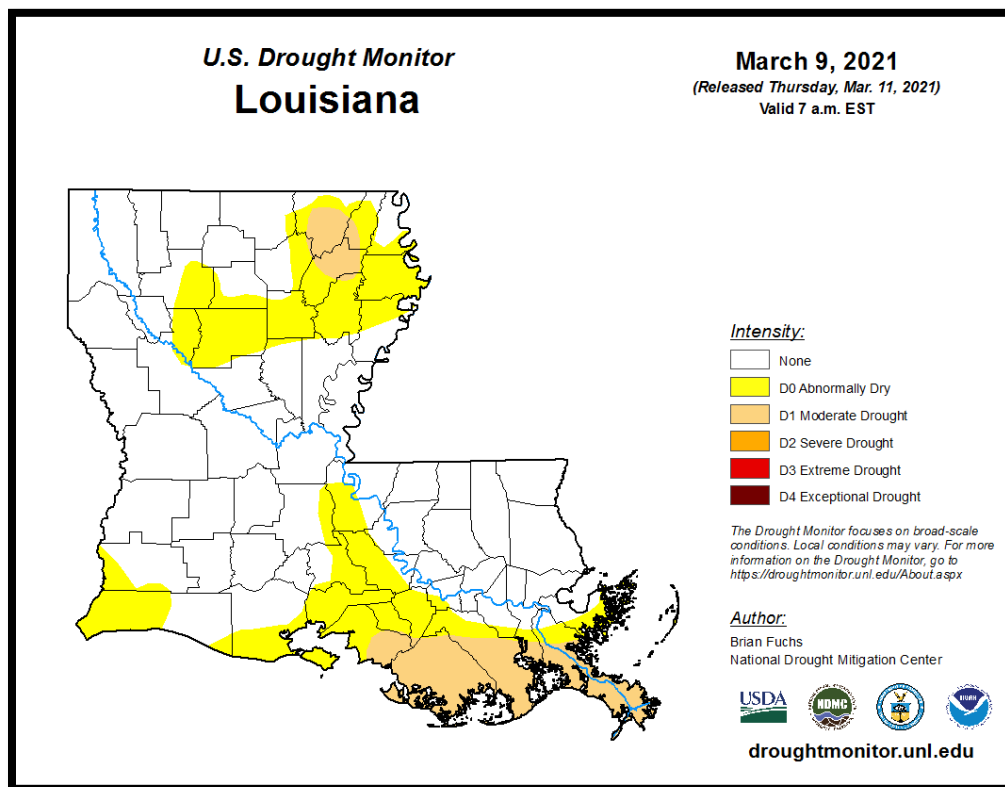 U.S. Drought Monitor
Louisiana
March 9, 2021
(Released Thursday, Mar. 11, 2021)
Valid 7 a.m. EST
Intensity:
None
D0 Abnormally Dry
D1 Moderate Drought
D2 Severe Drought
D3 Extreme Drought
D4 Exceptional Drought
The Drought Monitor focuses on broad-scale
conditions. Local conditions may vary. For more
information on the Drought Monitor, go to
https://droughtmonitor.unl.edu/About.aspx
Author:
Brian Fuchs
National Drought Mitigation Center
USDA
NDMC
NOAA
droughtmonitor.unl.edu